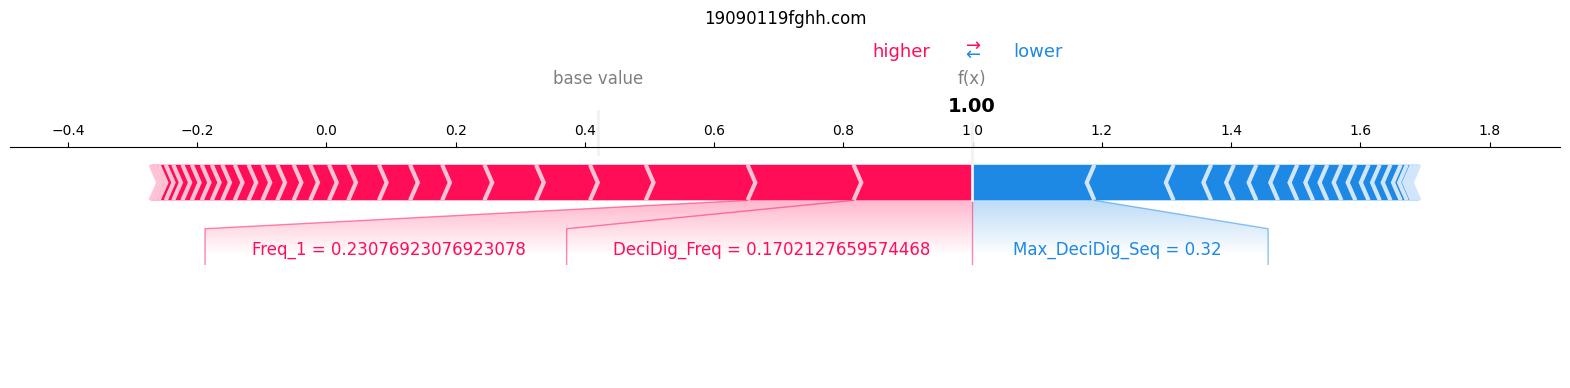 19090119fghh.com
higher ⇄ lower
base value f(x)
1.00
−0.4 −0.2 0.0 0.2 0.4 0.6 0.8 1.0 1.2 1.4 1.6 1.8
Freq_1 = 0.23076923076923078 DeciDig_Freq = 0.1702127659574468 Max_DeciDig_Seq = 0.32